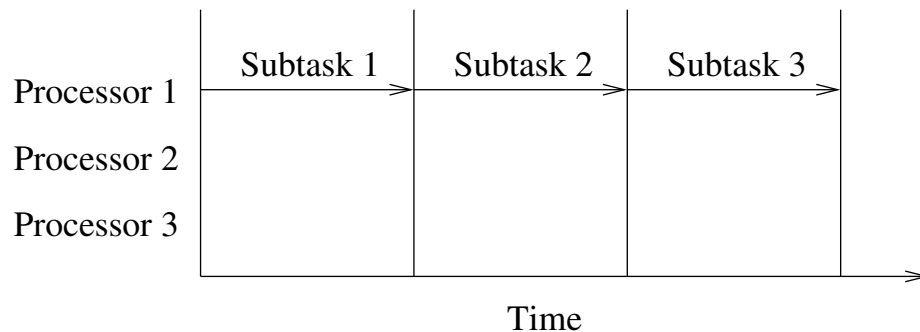 Subtask 1
Subtask 2
Subtask 3
Processor 1
Processor 2
Processor 3
Time